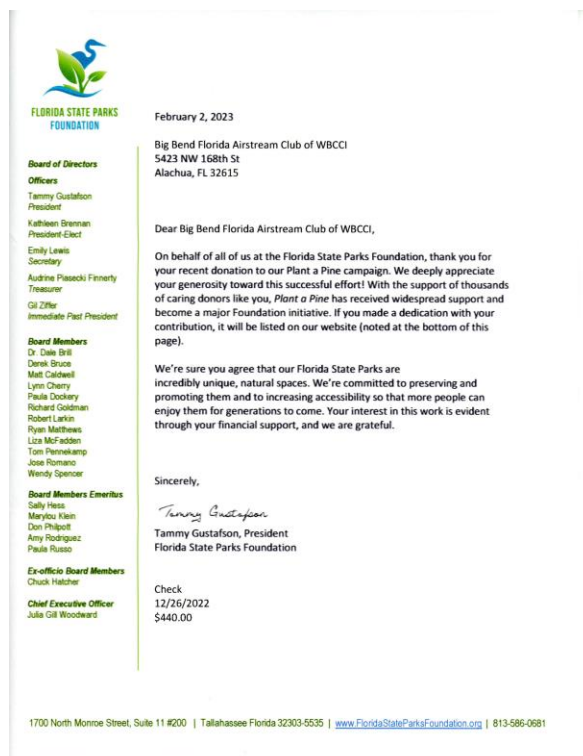 FLORIDA STATE PARKS
FOUNDATION
Board of Directors
Officers
Tammy Gustafson
President
Kathleen Brennan
President-Elect
Emily Lewis
Secretary
Audrine Piasecki Finnerty
Treasurer
Gil Ziffer
Immediate Past President
Board Members
Dr. Dale Brill
Derek Bruce
Matt Caldwell
Lynn Cherry
Paula Dockery
Richard Goldman
Robert Larkin
Ryan Matthews
Liza McFadden
Tom Pennekamp
Jose Romano
Wendy Spencer
Board Members Emeritus
Sally Hess
Marylou Klein
Don Philpott
Amy Rodriguez
Paula Russo
Ex-officio Board Members
Chuck Hatcher
Chief Executive Officer
Julia Gill Woodward
February 2, 2023
Big Bend Florida Airstream Club of WBCCI
5423 NW 168th St
Alachua, FL 32615
Dear Big Bend Florida Airstream Club of WBCCI,
On behalf of all of us at the Florida State Parks Foundation, thank you for
your recent donation to our Plant a Pine campaign. We deeply appreciate
your generosity toward this successful effort! With the support of thousands
of caring donors like you, Plant a Pine has received widespread support and
become a major Foundation initiative. If you made a dedication with your
contribution, it will be listed on our website (noted at the bottom of this
page).
We're sure you agree that our Florida State Parks are
incredibly unique, natural spaces. We're committed to preserving and
promoting them and to increasing accessibility so that more people can
enjoy them for generations to come. Your interest in this work is evident
through your financial support, and we are grateful.
Sincerely,
Tammy Gustafson
Tammy Gustafson, President
Florida State Parks Foundation
Check
12/26/2022
$440.00
1700 North Monroe Street, Suite 11 #200 | Tallahassee Florida 32303-5535 | www.FloridaStateParksFoundation.org | 813-586-0681